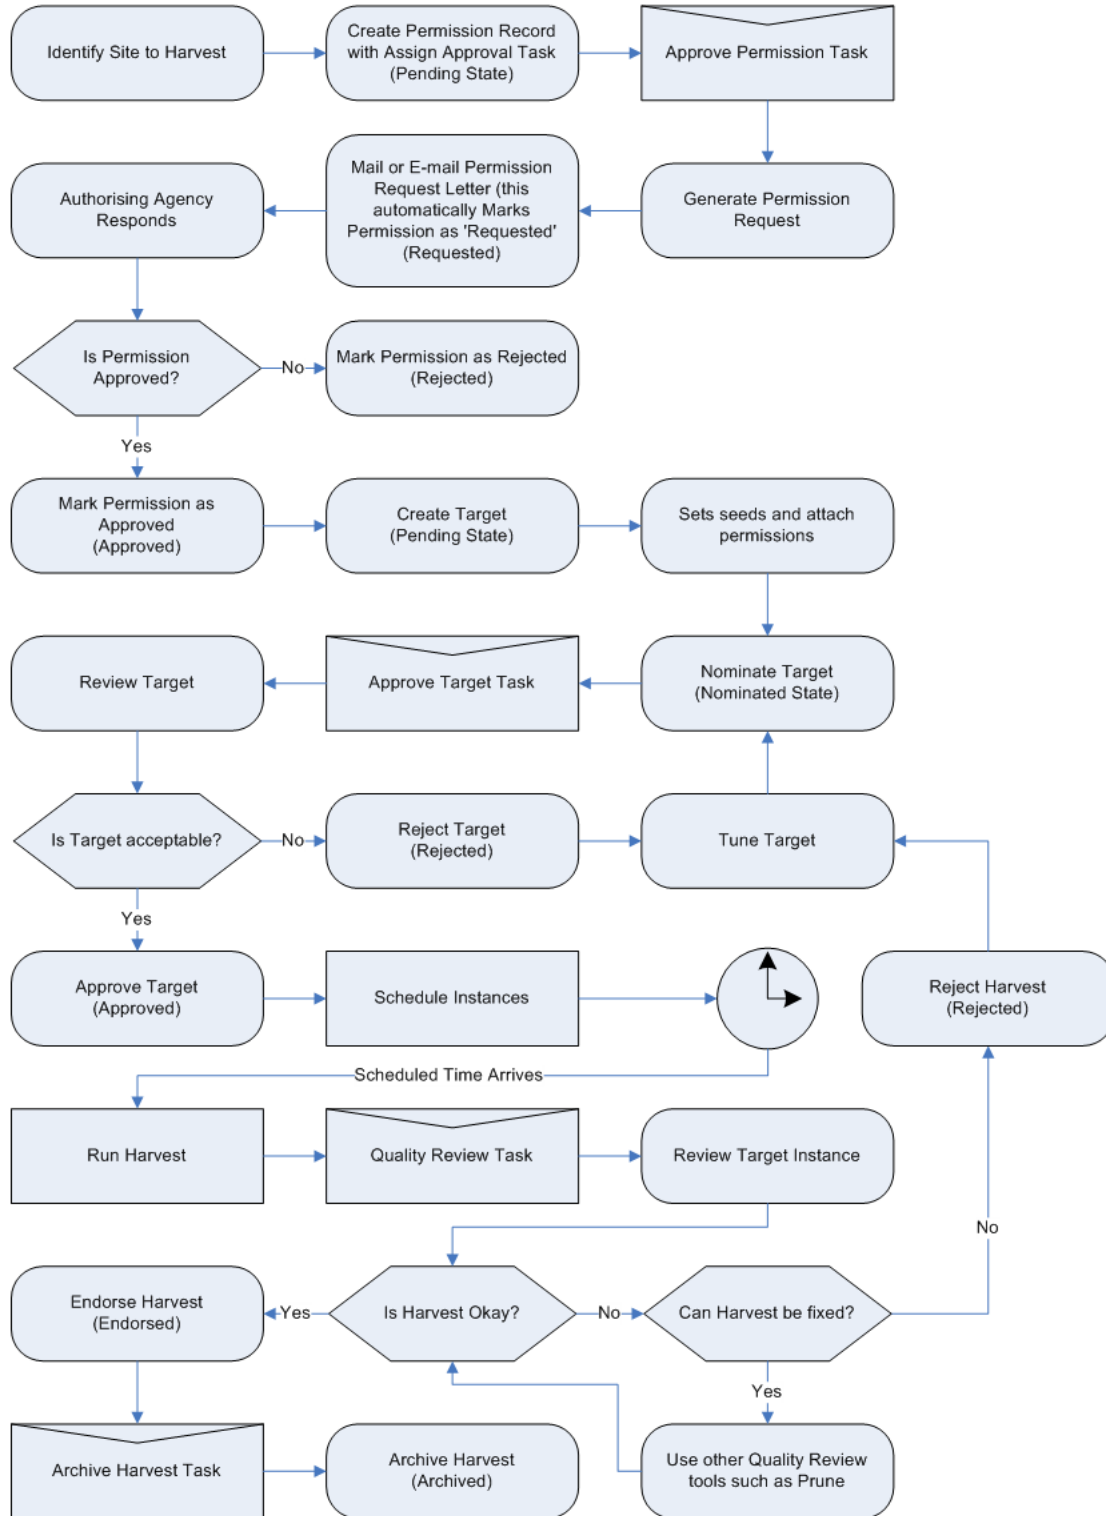 Identify Site to Harvest
Create Permission Record
with Assign Approval Task
(Pending State)
Approve Permission Task
Authorising Agency
Responds
Mail or E-mail Permission
Request Letter (this
automatically Marks
Permission as 'Requested'
(Requested)
Generate Permission
Request
Is Permission
Approved?
No
Mark Permission as Rejected
(Rejected)
Yes
Mark Permission as
Approved
(Approved)
Create Target
(Pending State)
Sets seeds and attach
permissions
Review Target
Approve Target Task
Nominate Target
(Nominated State)
Is Target acceptable?
No
Reject Target
(Rejected)
Tune Target
Yes
Approve Target
(Approved)
Schedule Instances
Reject Harvest
(Rejected)
Scheduled Time Arrives
Run Harvest
Quality Review Task
Review Target Instance
No
Endorse Harvest
(Endorsed)
Yes
Is Harvest Okay?
No
Can Harvest be fixed?
Yes
Archive Harvest Task
Archive Harvest
(Archived)
Use other Quality Review
tools such as Prune